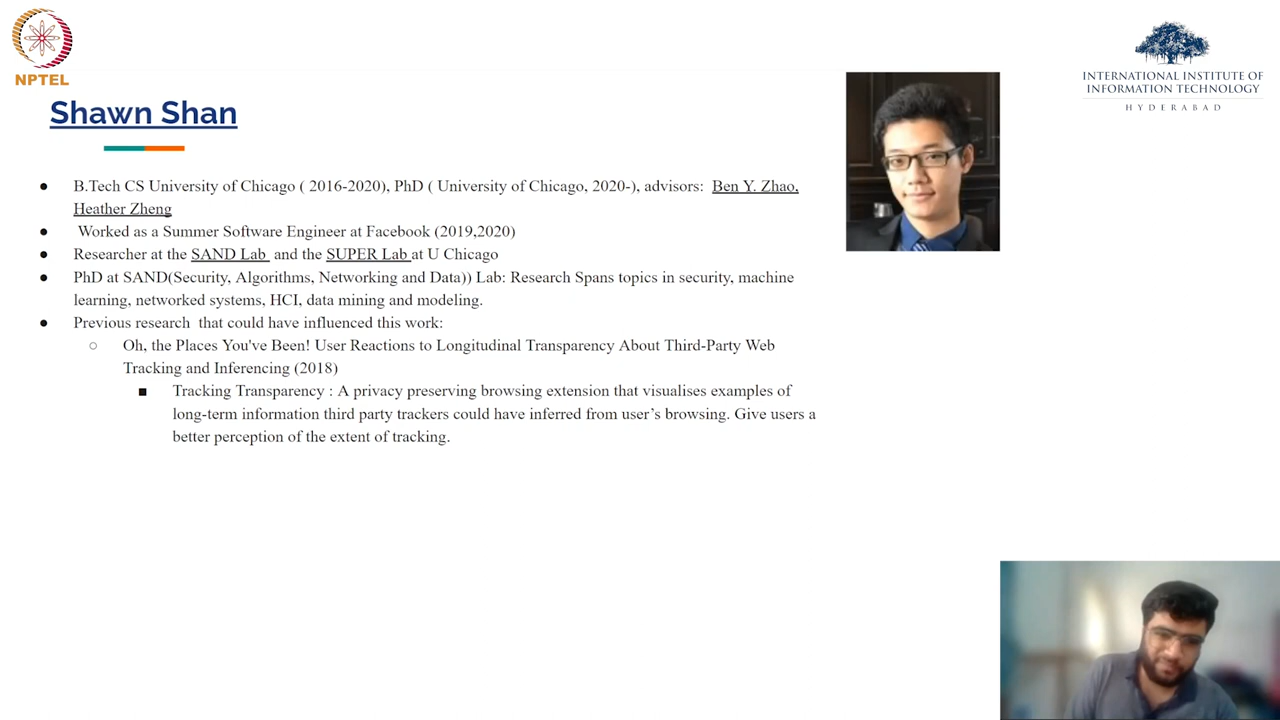 NPTEL
INTERNATIONAL INSTITUTE OF
INFORMATION TECHNOLOGY
HYDERABAD
Shawn Shan
● B.Tech CS University of Chicago ( 2016-2020), PhD ( University of Chicago, 2020-), advisors: Ben Y. Zhao,
Heather Zheng
● Worked as a Summer Software Engineer at Facebook (2019,2020)
● Researcher at the SAND Lab and the SUPER Lab at U Chicago
● PhD at SAND(Security, Algorithms, Networking and Data)) Lab: Research Spans topics in security, machine
learning, networked systems, HCI, data mining and modeling.
● Previous research that could have influenced this work:
○ Oh, the Places You've Been! User Reactions to Longitudinal Transparency About Third-Party Web
Tracking and Inferencing (2018)
■ Tracking Transparency : A privacy preserving browsing extension that visualises examples of
long-term information third party trackers could have inferred from user’s browsing. Give users a
better perception of the extent of tracking.